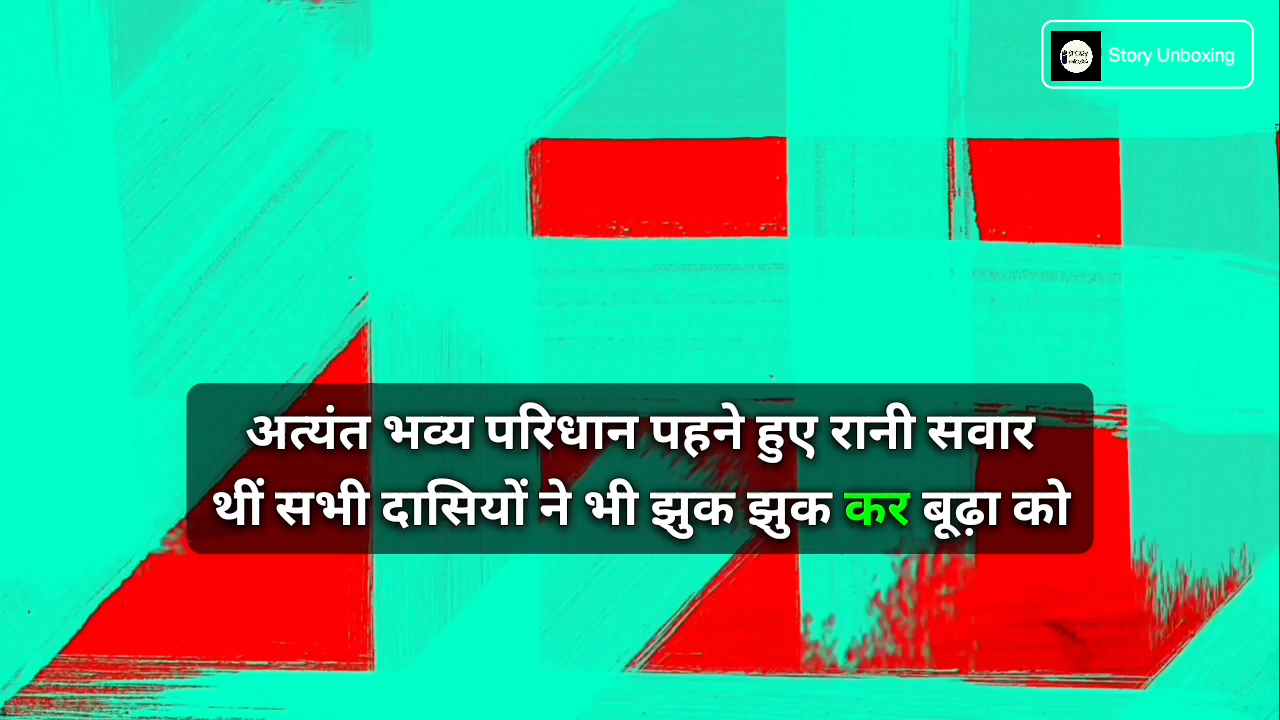 Story Unboxing
अत्यंत भव्य परिधान पहने हुए रानी सवार
थीं सभी दासियों ने भी झुक झुक कर बूढ़ा को